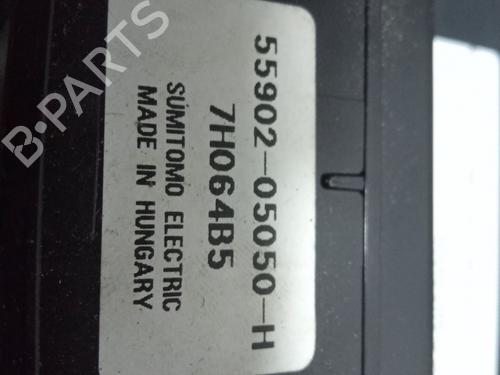 55902-05050-H
7H064B5
SUMITOMO ELECTRIC
MADE IN HUNGARY
B-PARTS